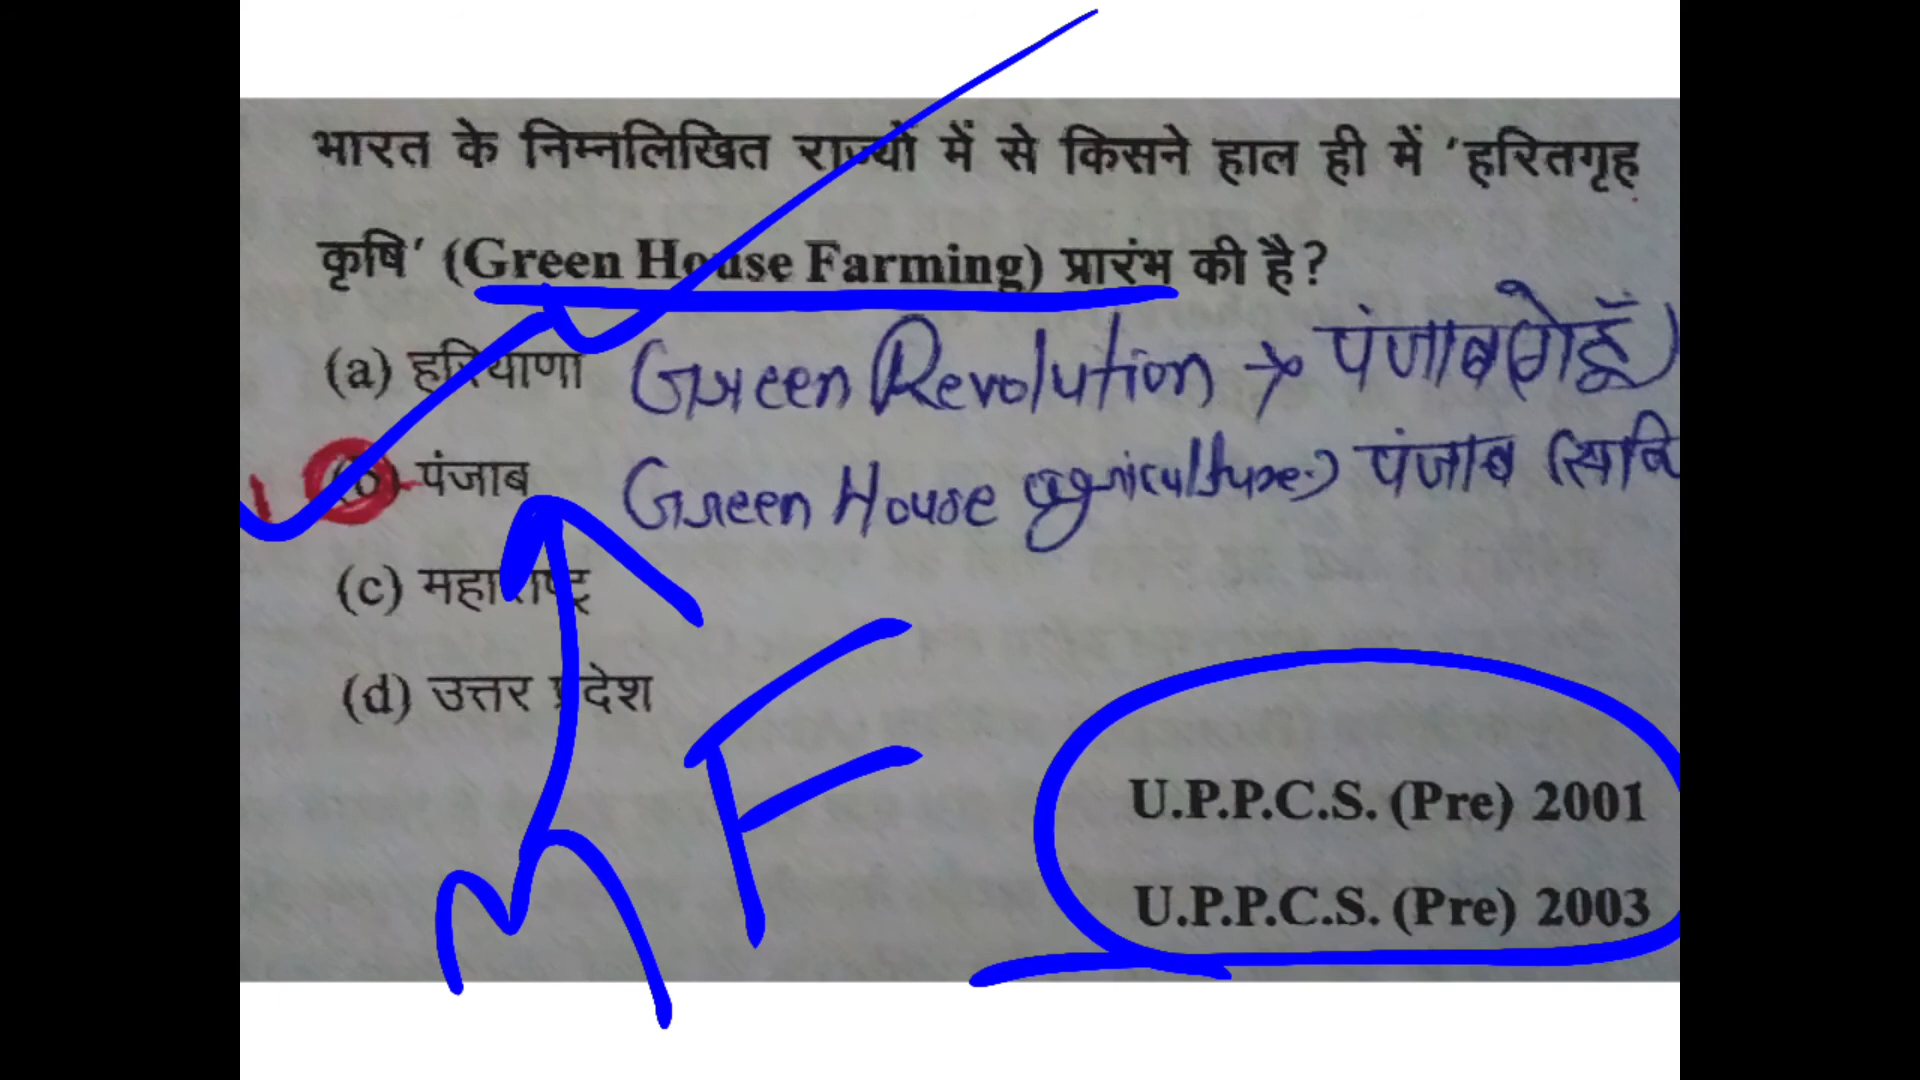 भारत के निम्नलिखित राज्यों में से किसने हाल ही में 'हरितगृह
कृषि' (Green House Farming) प्रारंभ की है?
(a) हरियाणा Green Revolution → पंजाब (गेहूँ)
(b) पंजाब Green House agriculture → पंजाब
(c) महाराष्ट्र
(d) उत्तर प्रदेश
mF
U.P.P.C.S. (Pre) 2001
U.P.P.C.S. (Pre) 2003